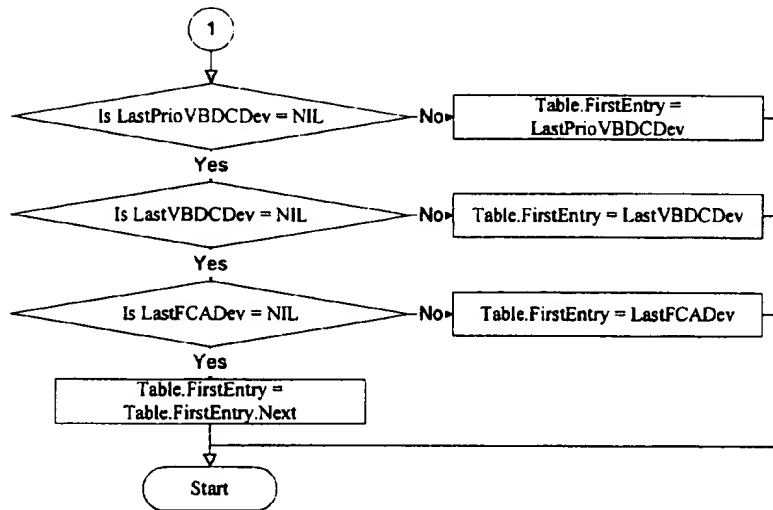 1
Is LastPrioVBDCDev = NIL
No
Table.FirstEntry =
LastPrioVBDCDev
Yes
Is LastVBDCDev = NIL
No
Table.FirstEntry = LastVBDCDev
Yes
Is LastFCADev = NIL
No
Table.FirstEntry = LastFCADev
Yes
Table.FirstEntry =
Table.FirstEntry.Next
Start